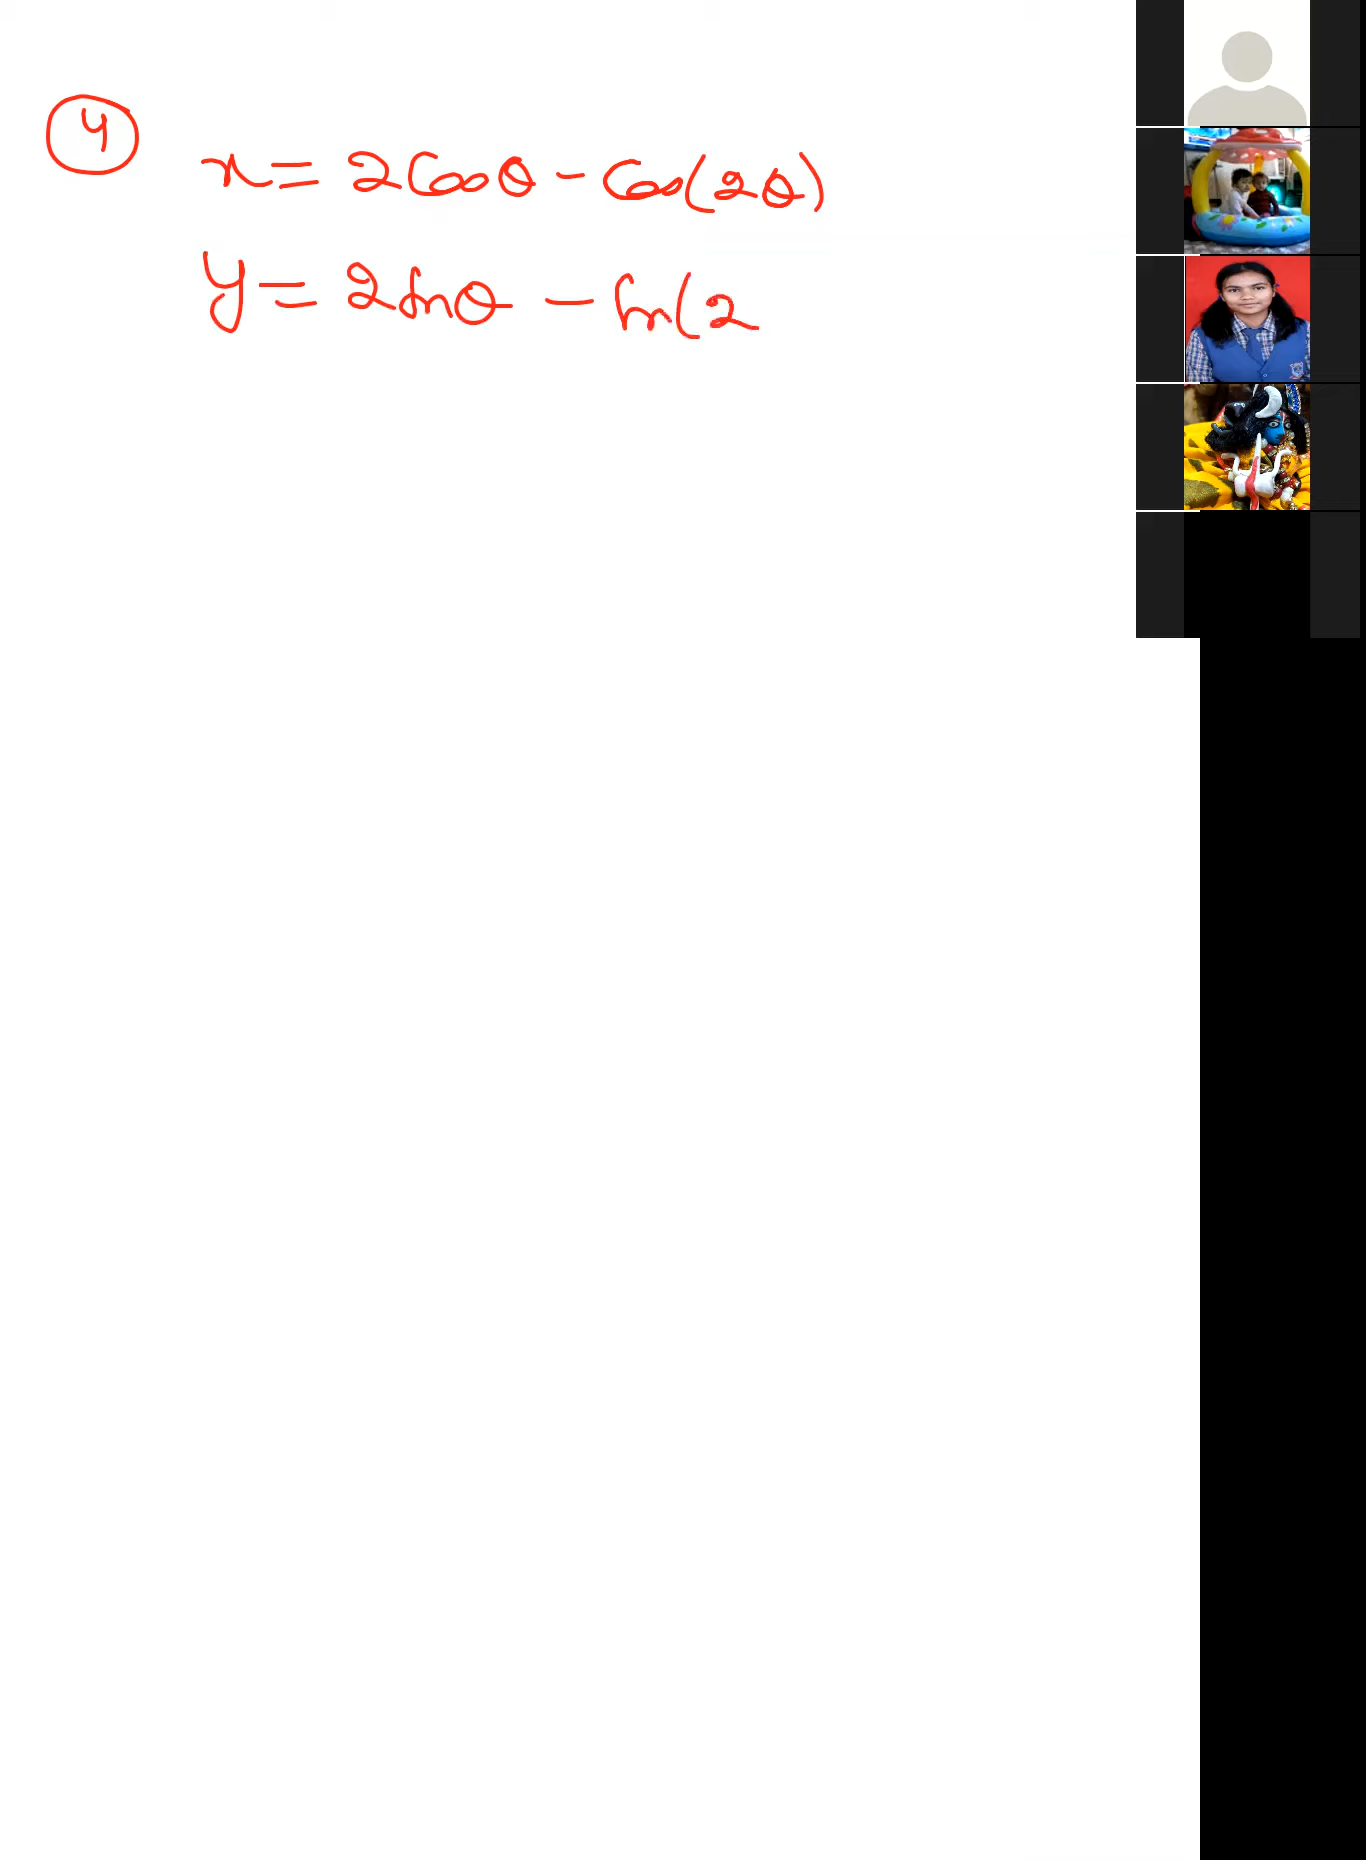 4
x = 2Cosθ - Cos(2θ)
y = 2Sinθ - Sin(2